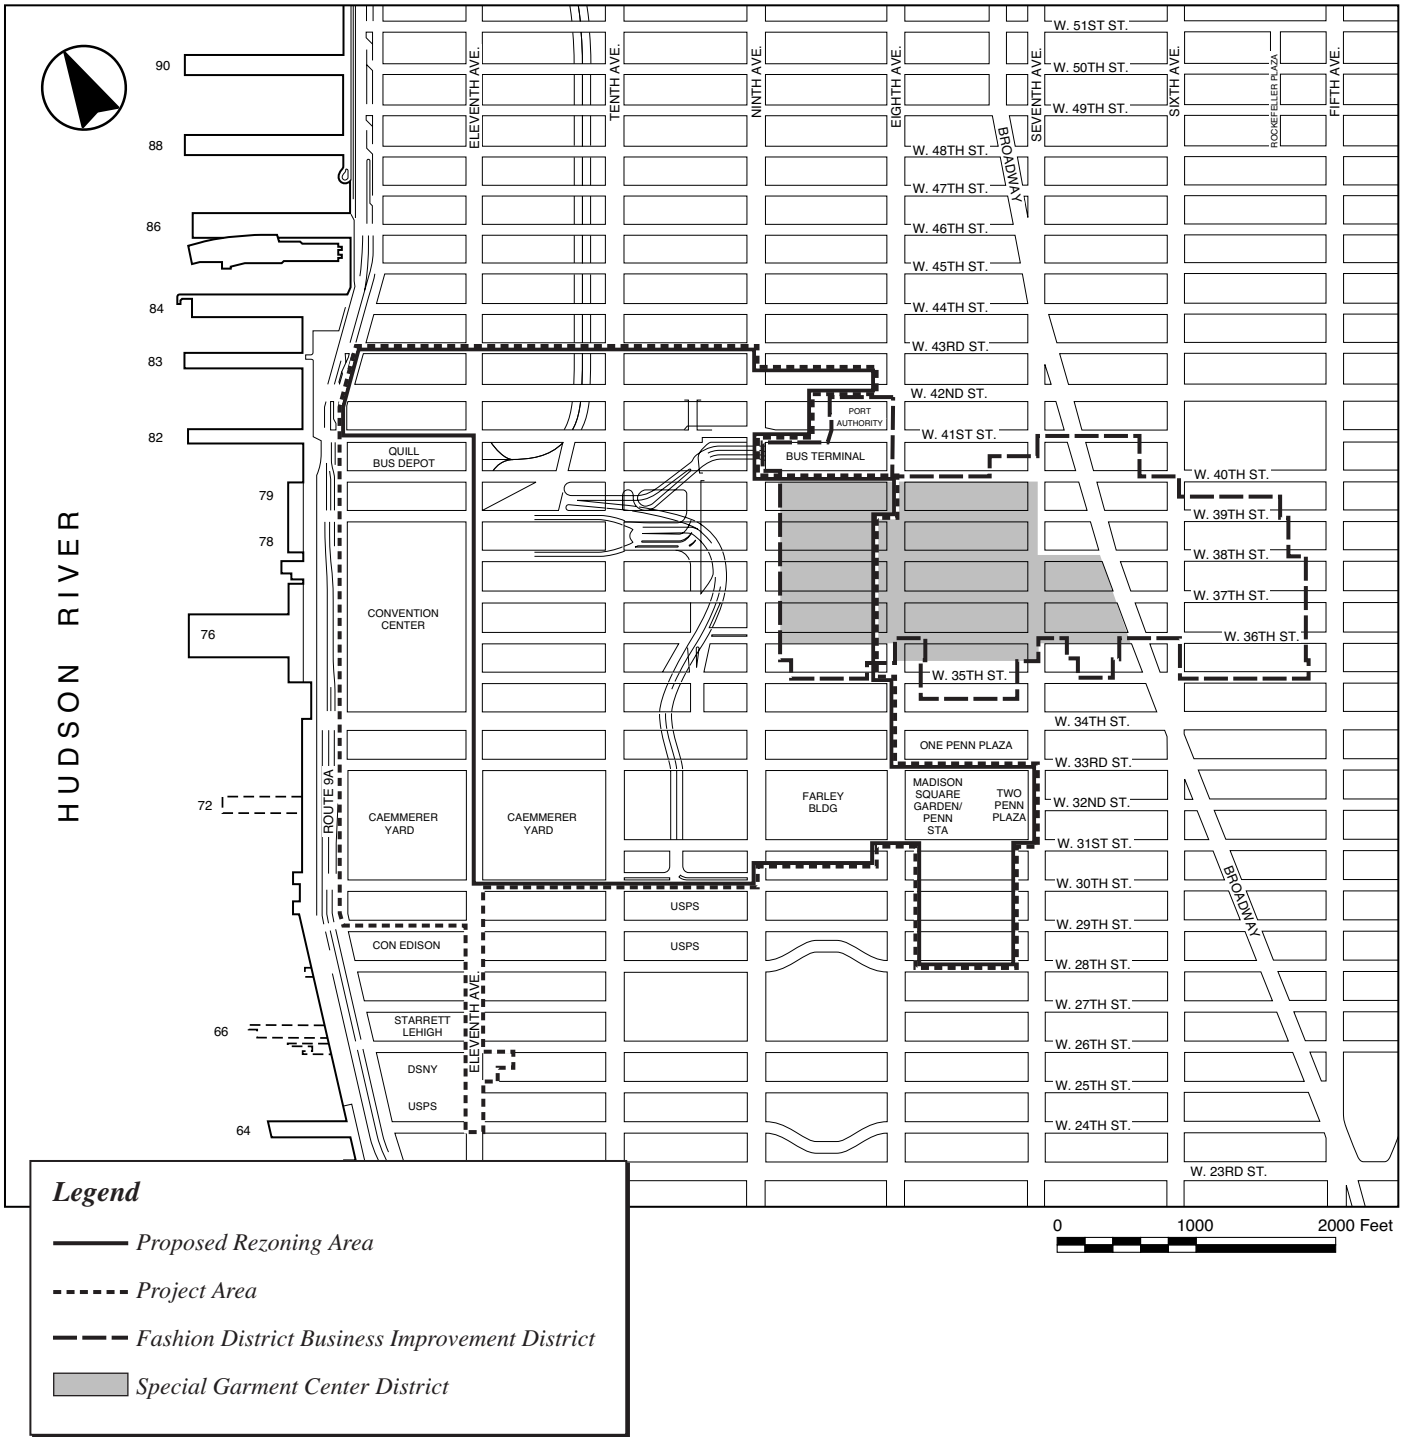 W. 51ST ST.
W. 50TH ST.
W. 49TH ST.
W. 48TH ST.
W. 47TH ST.
W. 46TH ST.
W. 45TH ST.
W. 44TH ST.
W. 43RD ST.
W. 42ND ST.
W. 41ST ST.
W. 40TH ST.
W. 39TH ST.
W. 38TH ST.
W. 37TH ST.
W. 36TH ST.
W. 35TH ST.
W. 34TH ST.
W. 33RD ST.
W. 32ND ST.
W. 31ST ST.
W. 30TH ST.
W. 29TH ST.
W. 28TH ST.
W. 27TH ST.
W. 26TH ST.
W. 25TH ST.
W. 24TH ST.
W. 23RD ST.
ELEVENTH AVE.
TENTH AVE.
NINTH AVE.
EIGHTH AVE.
BROADWAY
SEVENTH AVE.
SIXTH AVE.
ROCKEFELLER PLAZA
FIFTH AVE.
90
88
86
84
83
82
79
78
76
72
66
64
HUDSON RIVER
ROUTE 9A
PORT
AUTHORITY
BUS TERMINAL
QUILL
BUS DEPOT
CONVENTION
CENTER
ONE PENN PLAZA
CAEMMERER
YARD
CAEMMERER
YARD
FARLEY
BLDG
MADISON
SQUARE
GARDEN/
PENN
STA
TWO
PENN
PLAZA
USPS
USPS
CON EDISON
STARRETT
LEHIGH
DSNY
USPS
ELEVENTH AVE.
BROADWAY
0 1000 2000 Feet
Legend
Proposed Rezoning Area
Project Area
Fashion District Business Improvement District
Special Garment Center District